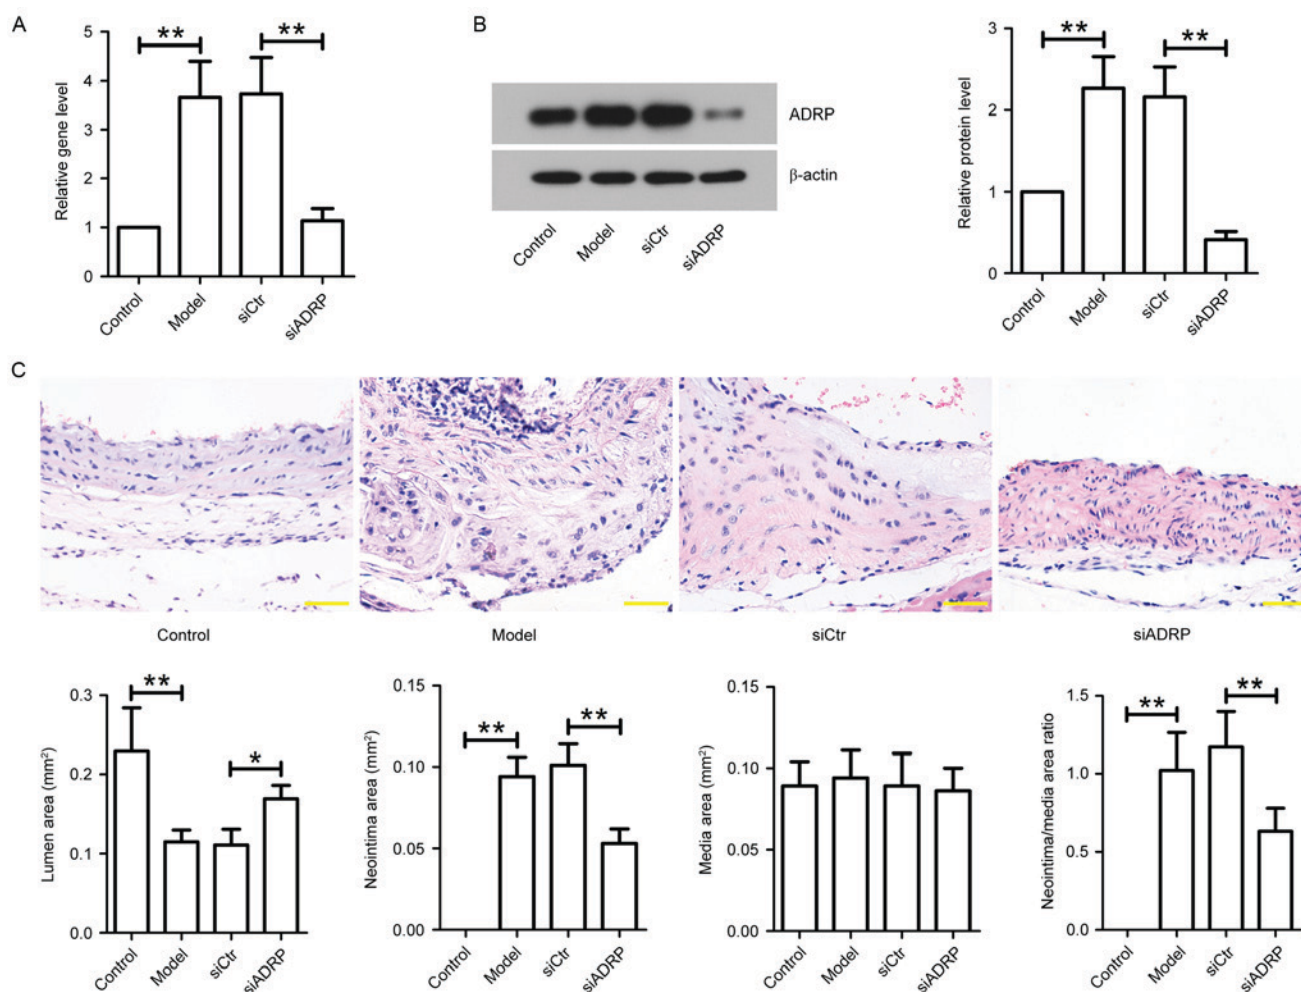 A
Relative gene level
5
4
3
2
1
0
**
**
Control
Model
siCtr
siADRP
B
ADRP
β-actin
Control
Model
siCtr
siADRP
Relative protein level
3
2
1
0
**
**
Control
Model
siCtr
siADRP
C
Control
Model
siCtr
siADRP
Lumen area (mm²)
0.3
0.2
0.1
0.0
**
*
Control
Model
siCtr
siADRP
Neointima area (mm²)
0.15
0.10
0.05
0.00
**
**
Control
Model
siCtr
siADRP
Media area (mm²)
0.15
0.10
0.05
0.00
Control
Model
siCtr
siADRP
Neointima/media area ratio
1.5
1.0
0.5
0.0
**
**
Control
Model
siCtr
siADRP